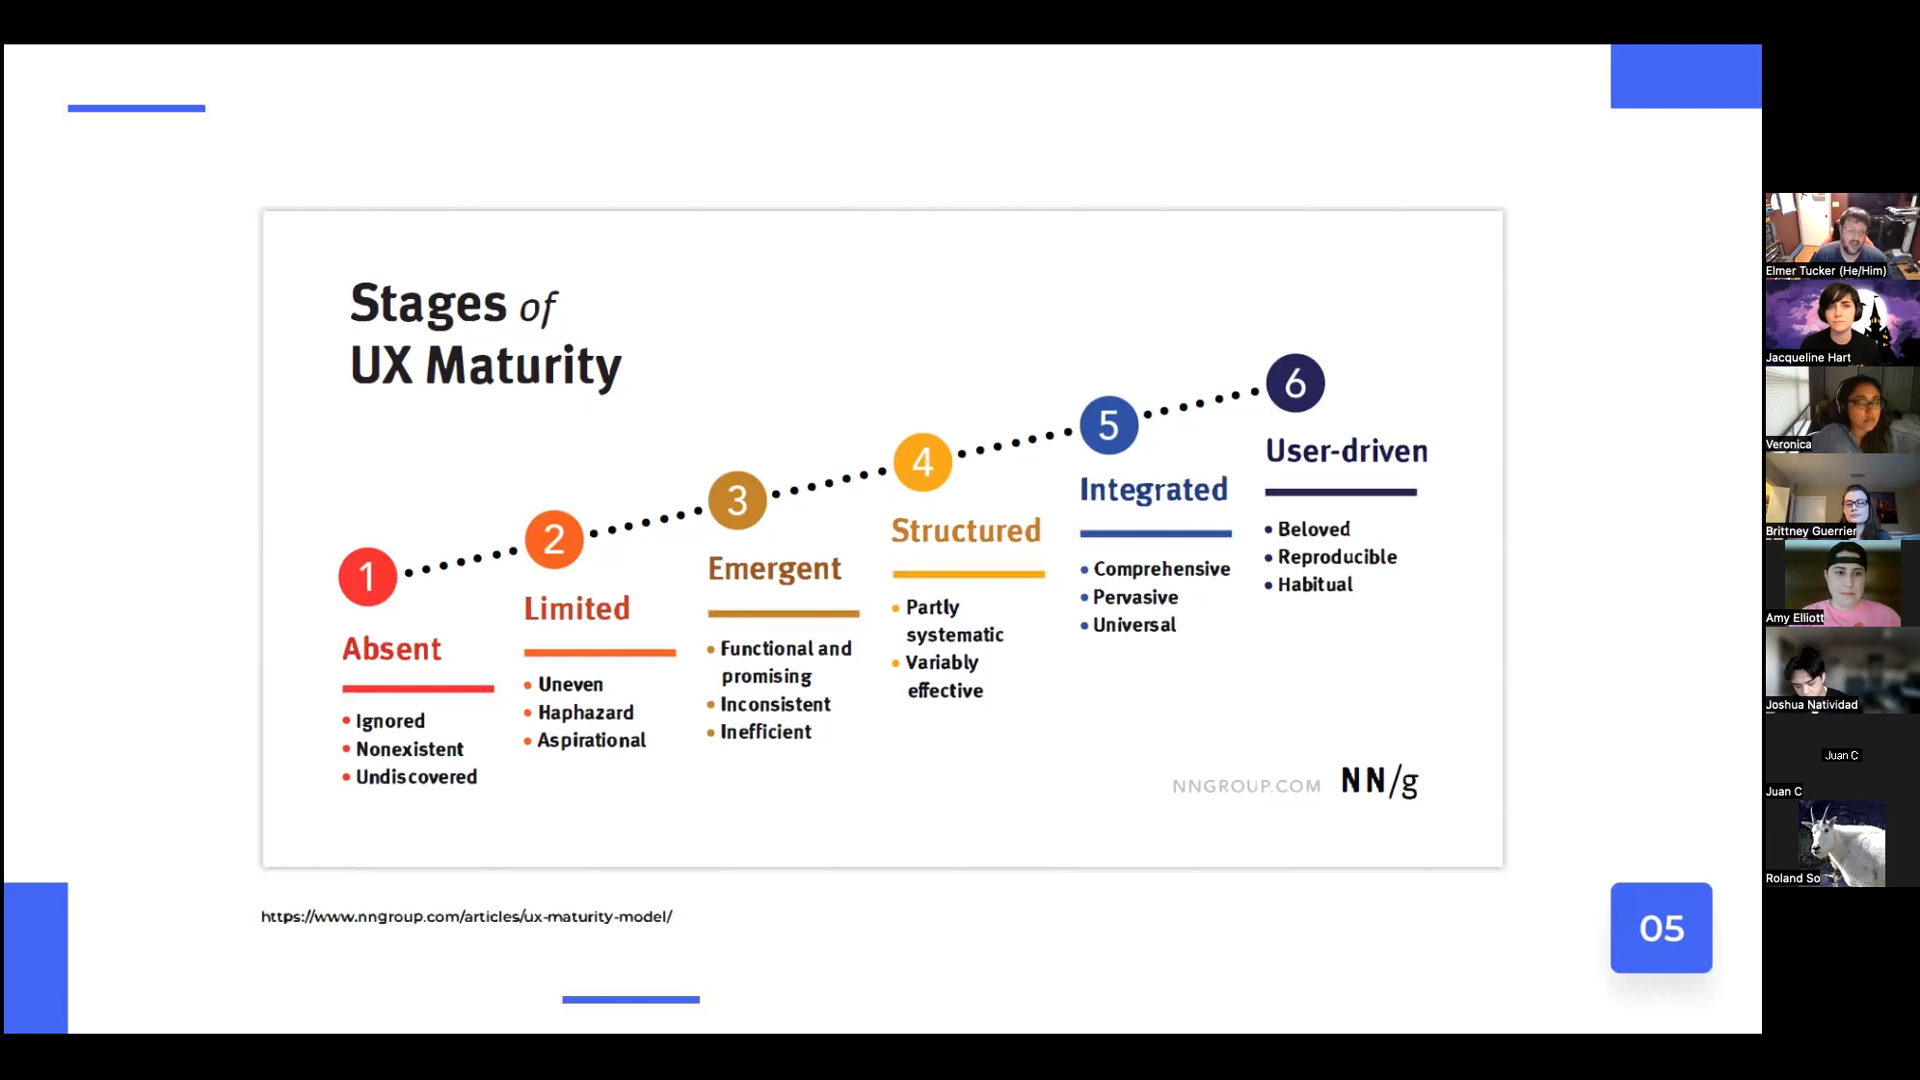 Stages of
UX Maturity
1
Absent
• Ignored
• Nonexistent
• Undiscovered
2
Limited
• Uneven
• Haphazard
• Aspirational
3
Emergent
• Functional and
promising
• Inconsistent
• Inefficient
4
Structured
• Partly
systematic
• Variably
effective
5
Integrated
• Comprehensive
• Pervasive
• Universal
6
User-driven
• Beloved
• Reproducible
• Habitual
NNGROUP.COM NN/g
https://www.nngroup.com/articles/ux-maturity-model/
05
Elmer Tucker (He/Him)
Jacqueline Hart
Veronica
Brittney Guerrier
Amy Elliott
Joshua Natividad
Juan C
Juan C
Roland So